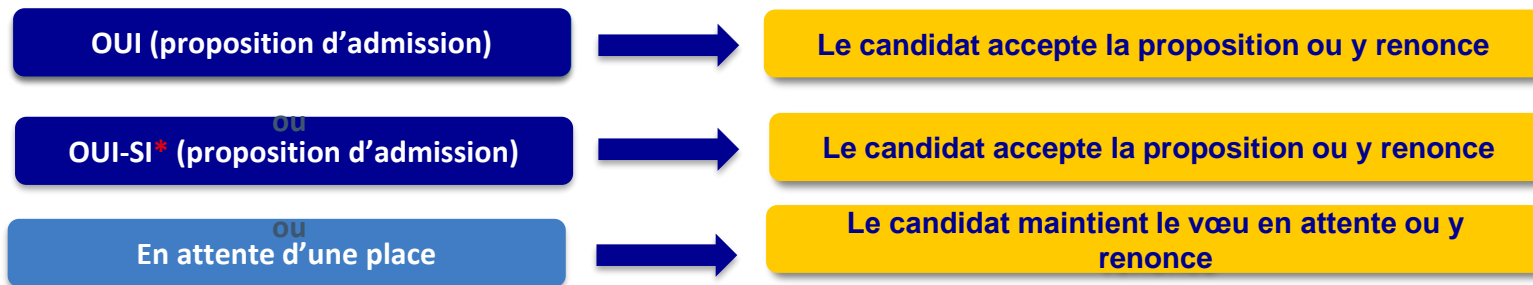 OUI (proposition d’admission)
Le candidat accepte la proposition ou y renonce
ou
OUI-SI* (proposition d’admission)
Le candidat accepte la proposition ou y renonce
ou
En attente d’une place
Le candidat maintient le vœu en attente ou y
renonce